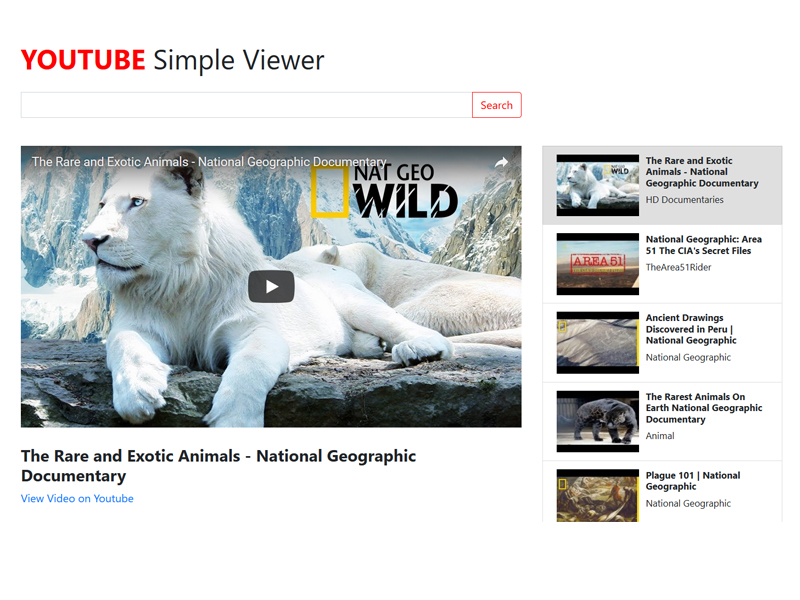 YOUTUBE Simple Viewer
Search
The Rare and Exotic Animals - National Geographic Documentary
NAT GEO
WILD
The Rare and Exotic Animals - National Geographic
Documentary
View Video on Youtube
WILD
The Rare and Exotic
Animals - National
Geographic Documentary
HD Documentaries
AREA 51
National Geographic: Area
51 The CIA's Secret Files
TheArea51Rider
Ancient Drawings
Discovered in Peru |
National Geographic
National Geographic
The Rarest Animals On
Earth National Geographic
Documentary
Animal
Plague 101 | National
Geographic
National Geographic